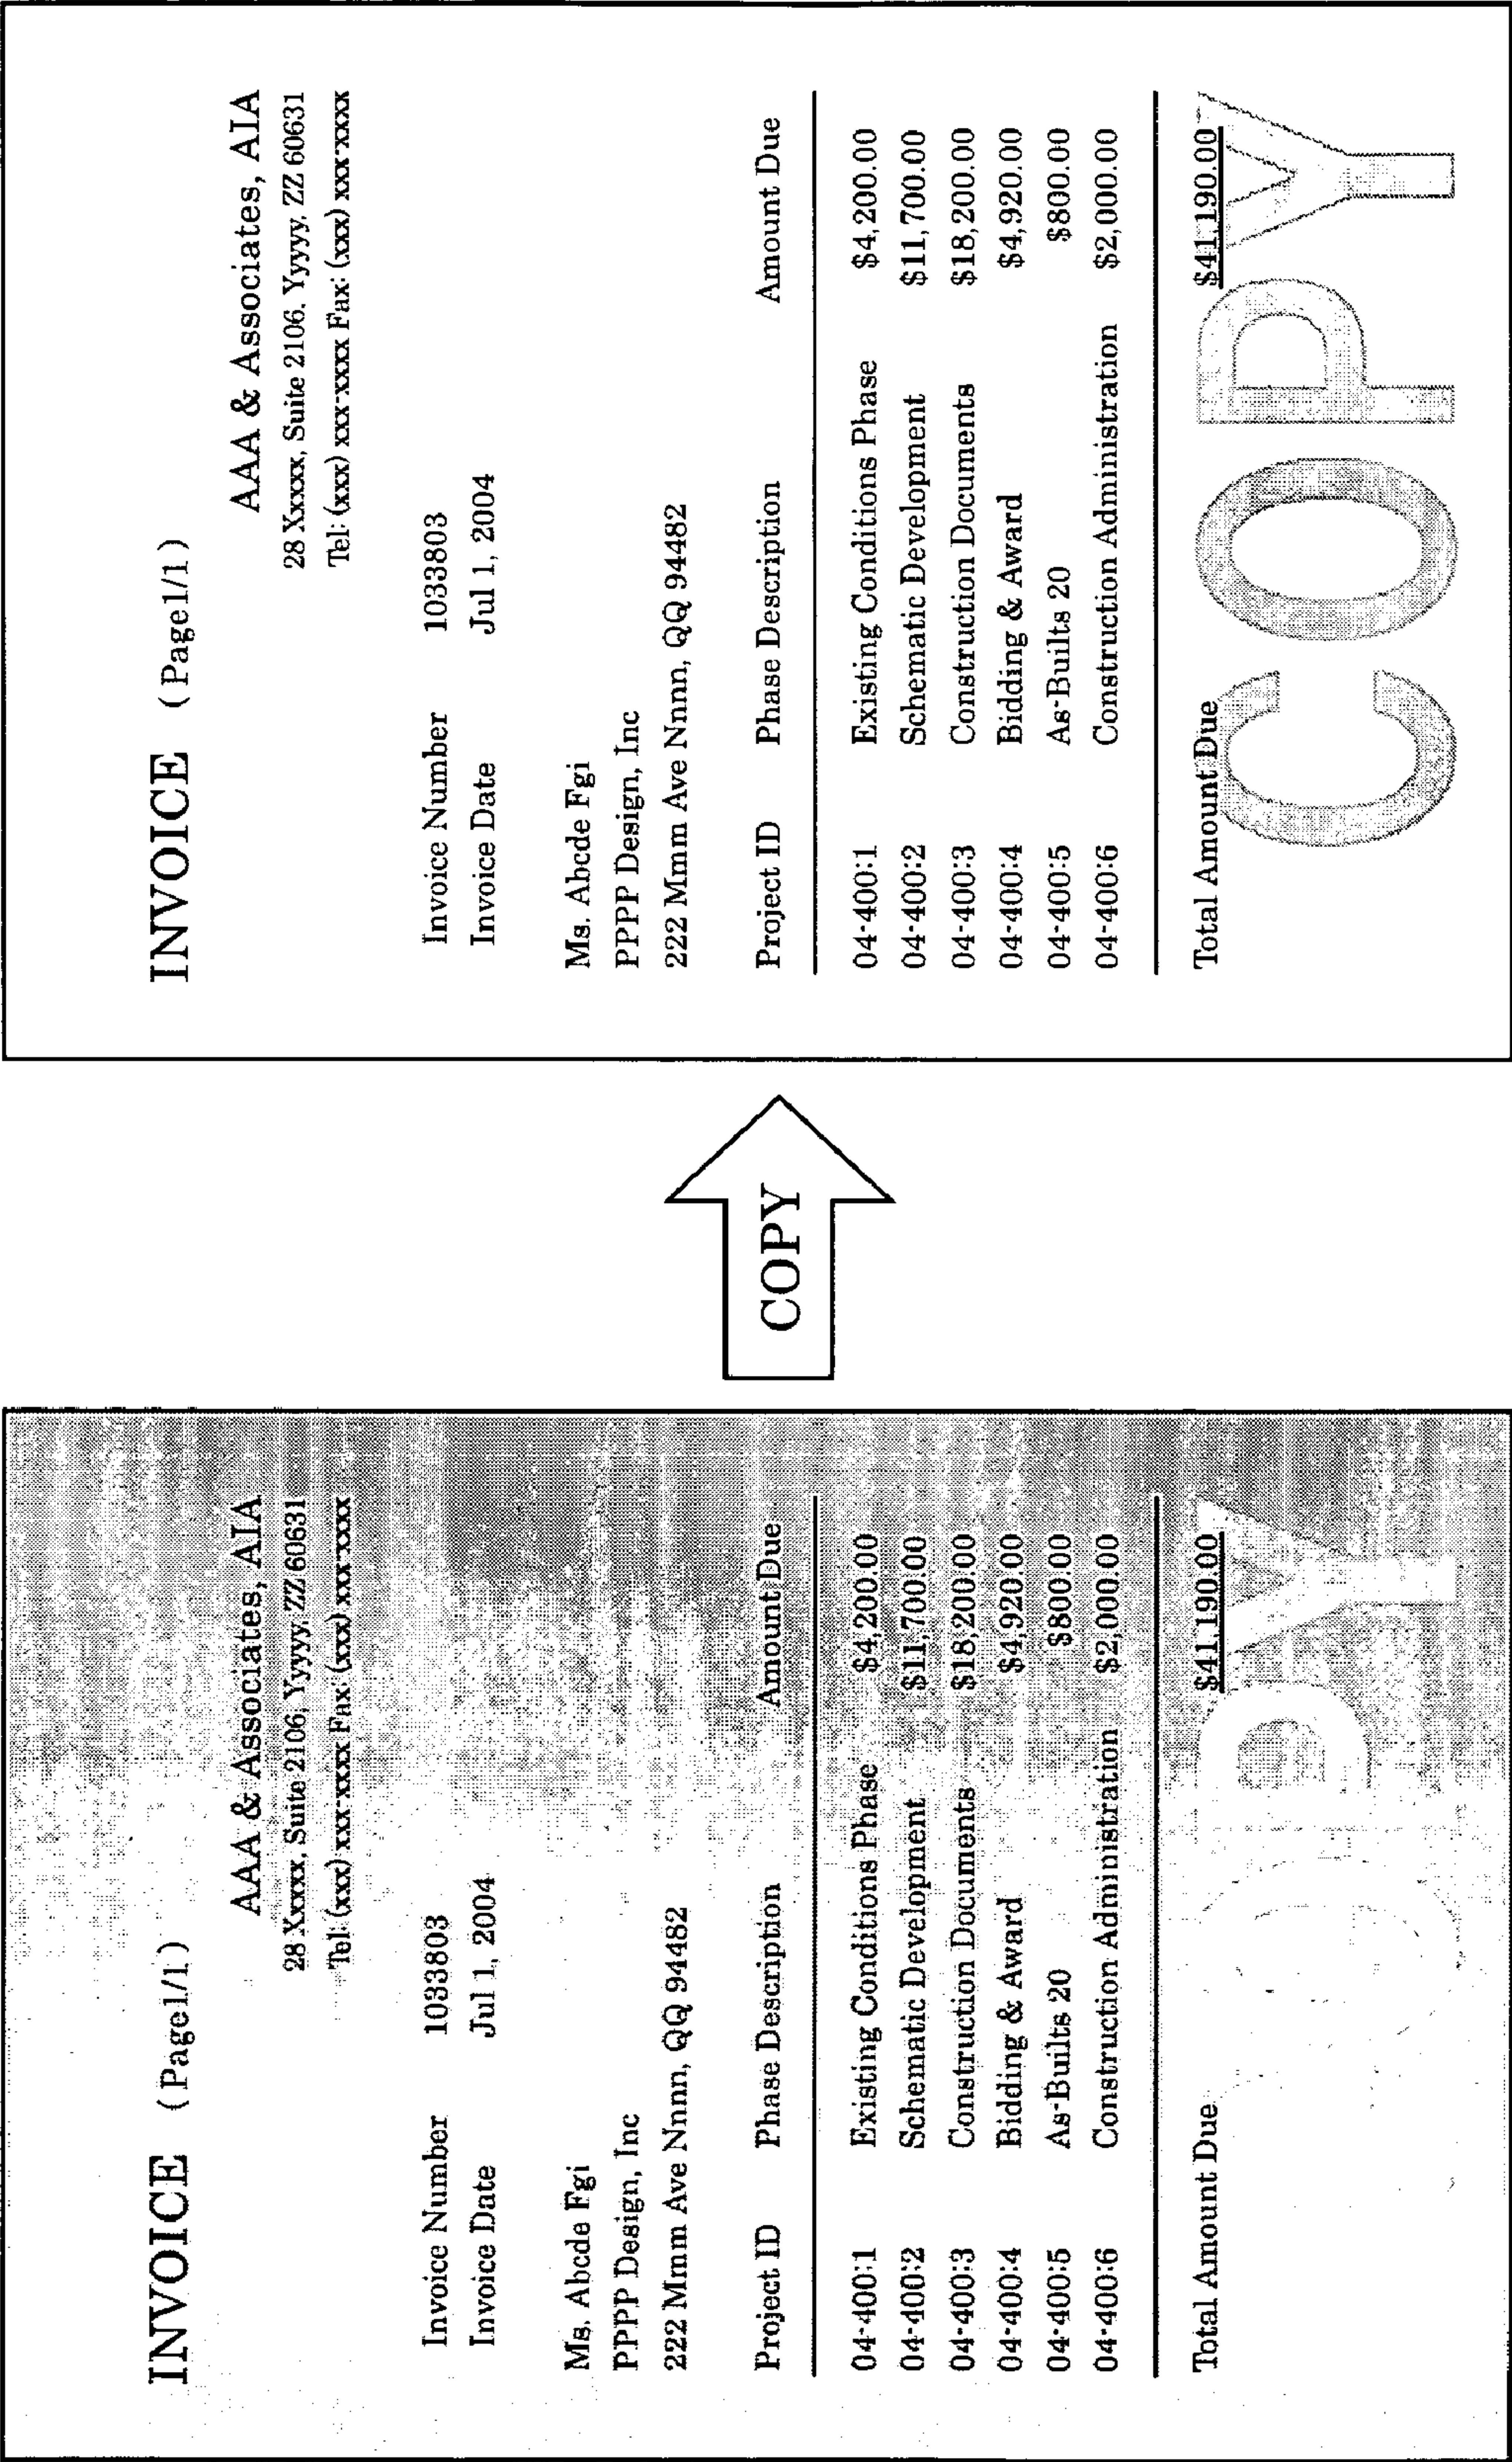 INVOICE (Page1/1)
AAA & Associates, AIA
28 Xxxxx, Suite 2106, Yyyyy, ZZ 60631
Tel: (xxx) xxx-xxxx Fax: (xxx) xxx-xxxx
Invoice Number 1033803
Invoice Date Jul 1, 2004
Ms. Abcde Fgi
PPPP Design, Inc
222 Mmm Ave Nnnn, QQ 94482
Project ID Phase Description Amount Due
04-400:1 Existing Conditions Phase $4,200.00
04-400:2 Schematic Development $11,700.00
04-400:3 Construction Documents $18,200.00
04-400:4 Bidding & Award $4,920.00
04-400:5 As-Builts 20 $800.00
04-400:6 Construction Administration $2,000.00
Total Amount Due $41,190.00
COPY
COPY
INVOICE (Page1/1)
AAA & Associates, AIA
28 Xxxxx, Suite 2106. Yyyyy, ZZ 60631
Tel: (xxx) xxx-xxxx Fax: (xxx) xxx-xxxx
Invoice Number 1033803
Invoice Date Jul 1, 2004
Ms. Abcde Fgi
PPPP Design, Inc
222 Mmm Ave Nnnn, QQ 94482
Project ID Phase Description Amount Due
04-400:1 Existing Conditions Phase $4,200.00
04-400:2 Schematic Development $11,700.00
04-400:3 Construction Documents $18,200.00
04-400:4 Bidding & Award $4,920.00
04-400:5 As-Builts 20 $800.00
04-400:6 Construction Administration $2,000.00
Total Amount Due $41,190.00
COPY